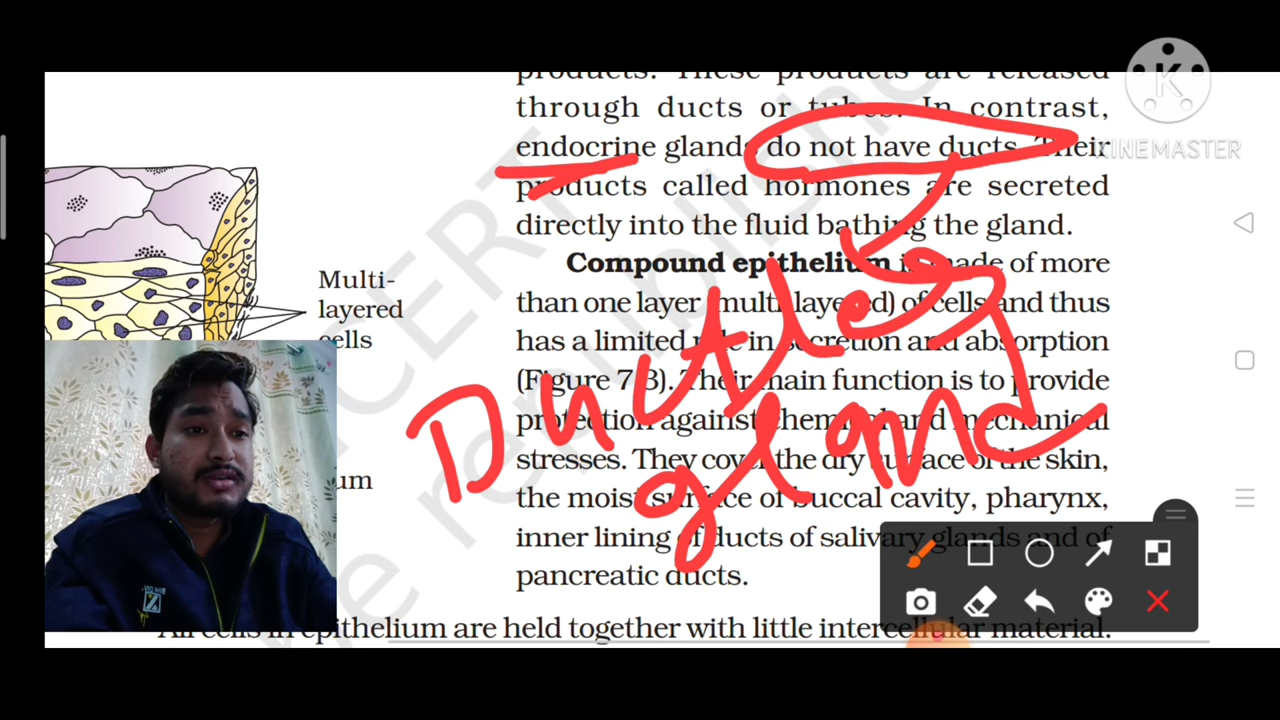 products. These products are released
through ducts or tubes. In contrast,
endocrine glands do not have ducts. Their
products called hormones are secreted
directly into the fluid bathing the gland.
Compound epithelium is made of more
than one layer (multi-layered) of cells and thus
has a limited role in secretion and absorption
(Figure 7.3). Their main function is to provide
protection against chemical and mechanical
stresses. They cover the dry surface of the skin,
the moist surface of buccal cavity, pharynx,
inner lining of ducts of salivary glands and of
pancreatic ducts.
All cells in epithelium are held together with little intercellular material.
Multi-
layered
cells
um
Ductless
gland
KINEMASTER
K